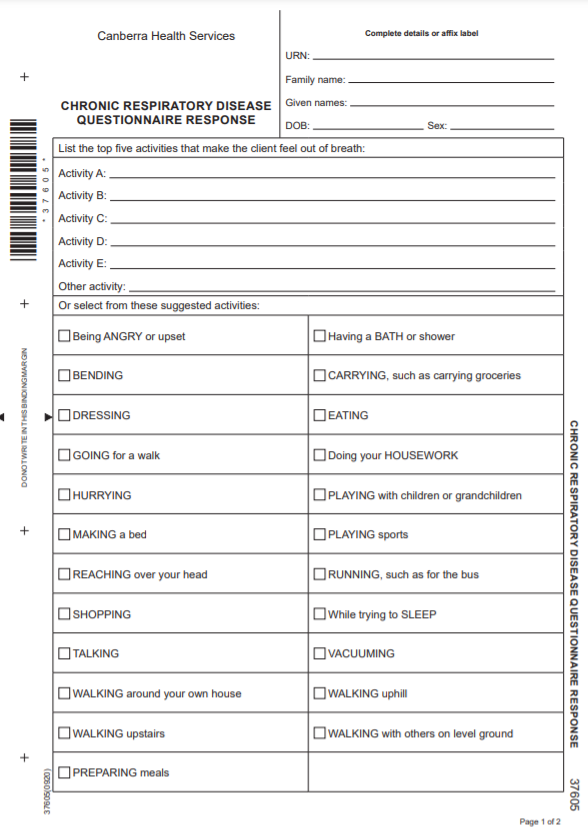 Canberra Health Services
CHRONIC RESPIRATORY DISEASE
QUESTIONNAIRE RESPONSE
Complete details or affix label
URN:
Family name:
Given names:
DOB: Sex:
List the top five activities that make the client feel out of breath:
Activity A:
Activity B:
Activity C:
Activity D:
Activity E:
Other activity:
Or select from these suggested activities:
Being ANGRY or upset
Having a BATH or shower
BENDING
CARRYING, such as carrying groceries
DRESSING
EATING
GOING for a walk
Doing your HOUSEWORK
HURRYING
PLAYING with children or grandchildren
MAKING a bed
PLAYING sports
REACHING over your head
RUNNING, such as for the bus
SHOPPING
While trying to SLEEP
TALKING
VACUUMING
WALKING around your own house
WALKING uphill
WALKING upstairs
WALKING with others on level ground
PREPARING meals
*37605*
DO NOT WRITE IN THIS BINDING MARGIN
37605(0920)
CHRONIC RESPIRATORY DISEASE QUESTIONNAIRE RESPONSE
37605
Page 1 of 2